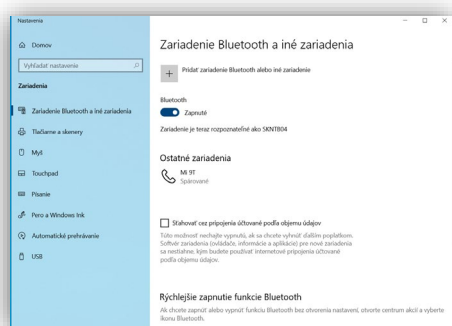 Nastavenia
Domov
Vyhľadať nastavenie
Zariadenia
Zariadenie Bluetooth a iné zariadenia
Tlačiarne a skenery
Myš
Touchpad
Písanie
Pero a Windows Ink
Automatické prehrávanie
USB
Zariadenie Bluetooth a iné zariadenia
Pridať zariadenie Bluetooth alebo iné zariadenie
Bluetooth
Zapnuté
Zariadenie je teraz rozpoznateľné ako SKNTB04
Ostatné zariadenia
Mi 9T
Spárované
Sťahovať cez pripojenia účtované podľa objemu údajov
Túto možnosť nechajte vypnutú, ak sa chcete vyhnúť ďalším poplatkom.
Softvér zariadenia (ovládače, informácie a aplikácie) pre nové zariadenia
sa nestiahne, kým budete používať internetové pripojenia účtované
podľa objemu údajov.
Rýchlejšie zapnutie funkcie Bluetooth
Ak chcete zapnúť alebo vypnúť funkciu Bluetooth bez otvorenia nastavení, otvorte centrum akcií a vyberte
ikonu Bluetooth.